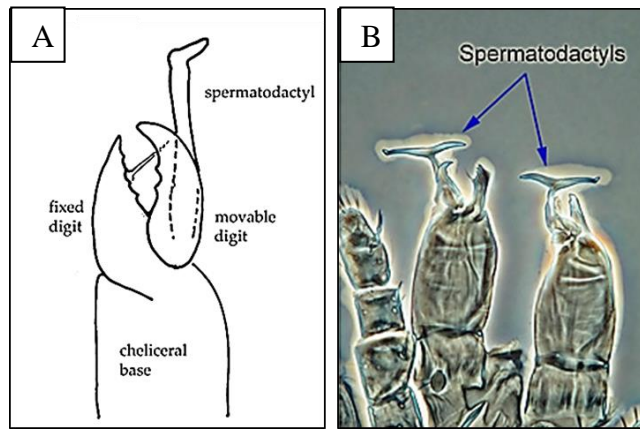 A
spermatodactyl
fixed
digit
movable
digit
cheliceral
base
B
Spermatodactyls